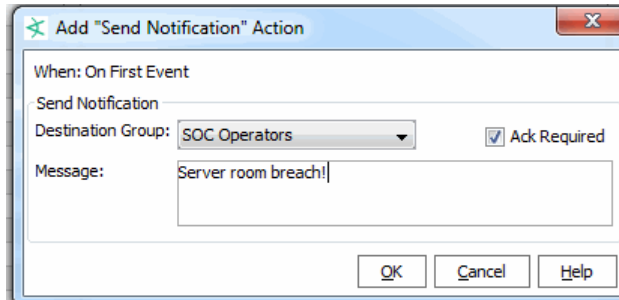 Add "Send Notification" Action
When: On First Event
Send Notification
Destination Group: SOC Operators Ack Required
Message: Server room breach!
OK Cancel Help